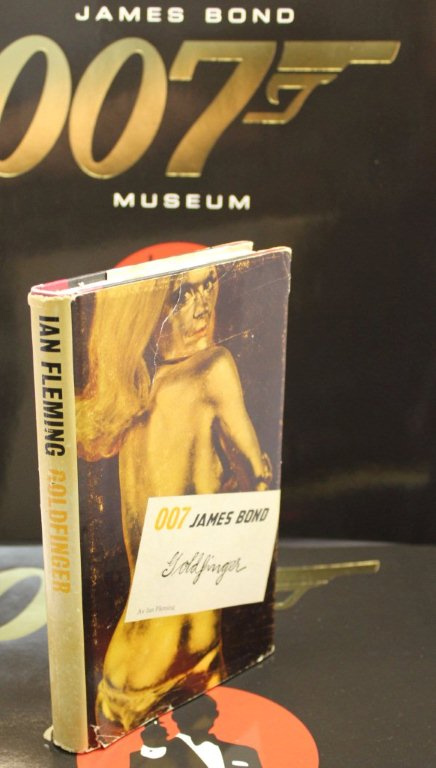 JAMES BOND
007
MUSEUM
IAN FLEMING GOLDFINGER
007 JAMES BOND
Goldfinger
Av Ian Fleming